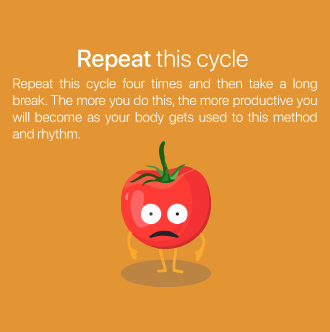 Repeat this cycle
Repeat this cycle four times and then take a long
break. The more you do this, the more productive you
will become as your body gets used to this method
and rhythm.